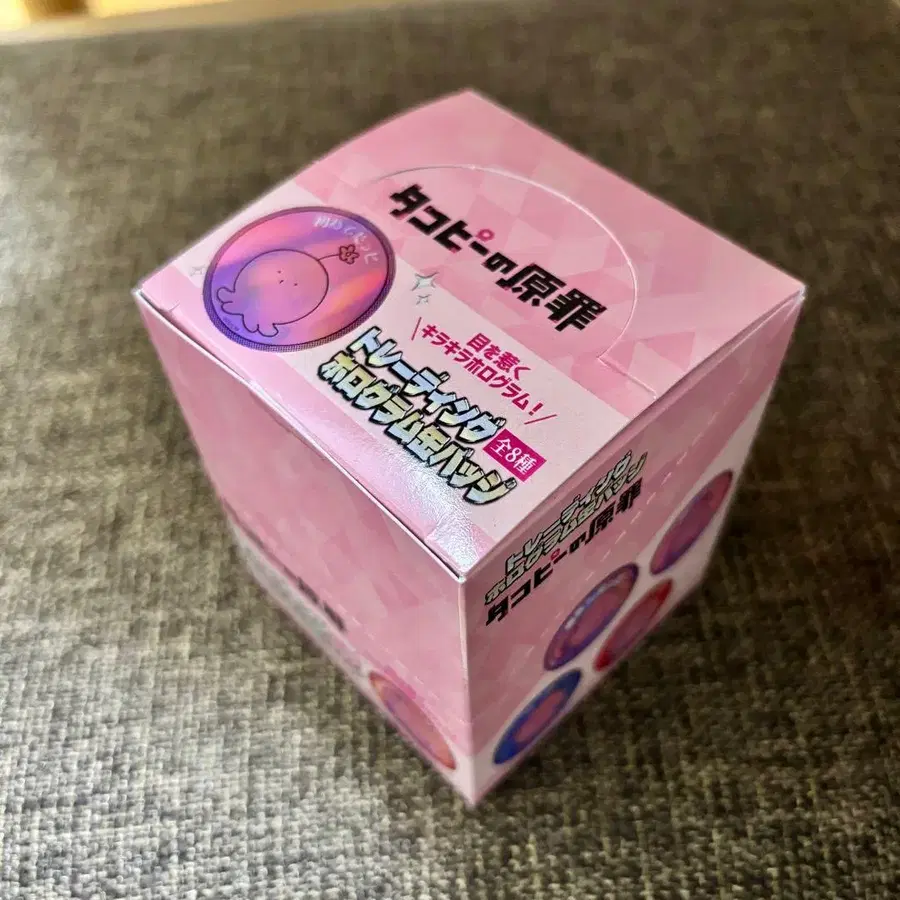 タコピーの原罪
目を惹く
キラキラホログラム!
トレーディング
ホログラム缶バッジ
全8種
トレーディング
ホログラム缶バッジ
タコピーの原罪